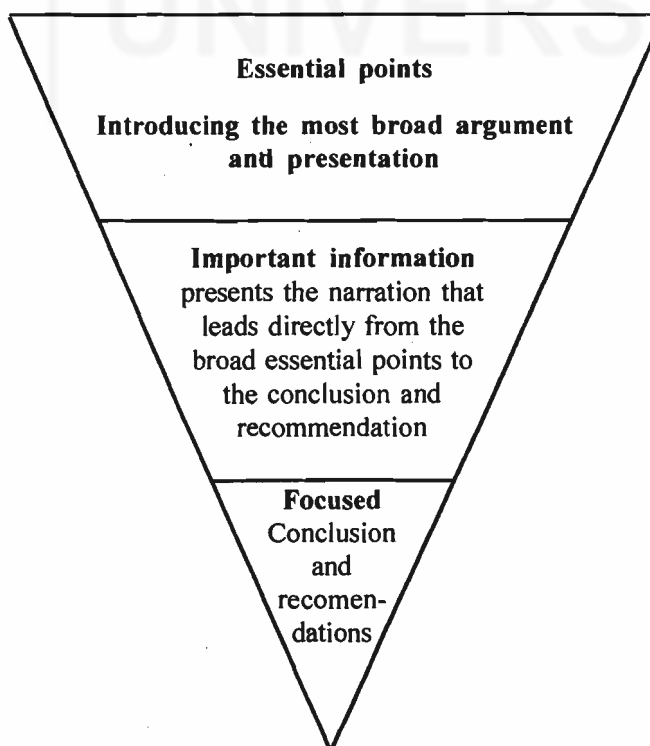 UNIVERS
Essential points
Introducing the most broad argument
and presentation
Important information
presents the narration that
leads directly from the
broad essential points to
the conclusion and
recommendation
Focused
Conclusion
and
recomen-
dations